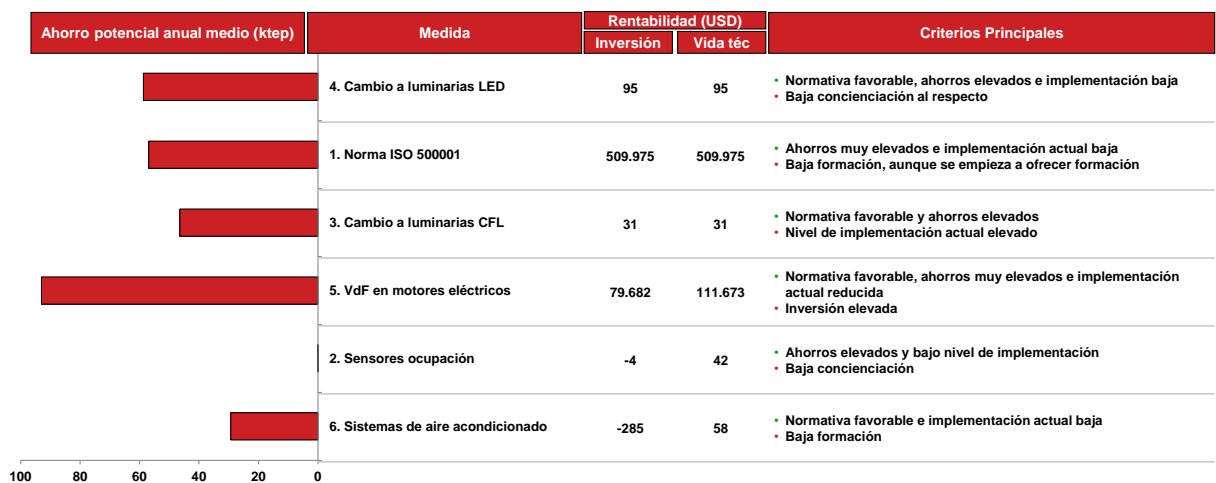 Ahorro potencial anual medio (ktep)
Medida
Rentabilidad (USD)
Inversión
Vida téc
Criterios Principales
4. Cambio a luminarias LED
95
95
• Normativa favorable, ahorros elevados e implementación baja
• Baja concienciación al respecto
1. Norma ISO 500001
509.975
509.975
• Ahorros muy elevados e implementación actual baja
• Baja formación, aunque se empieza a ofrecer formación
3. Cambio a luminarias CFL
31
31
• Normativa favorable y ahorros elevados
• Nivel de implementación actual elevado
5. VdF en motores eléctricos
79.682
111.673
• Normativa favorable, ahorros muy elevados e implementación
actual reducida
• Inversión elevada
2. Sensores ocupación
-4
42
• Ahorros elevados y bajo nivel de implementación
• Baja concienciación
6. Sistemas de aire acondicionado
-285
58
• Normativa favorable e implementación actual baja
• Baja formación
100 80 60 40 20 0